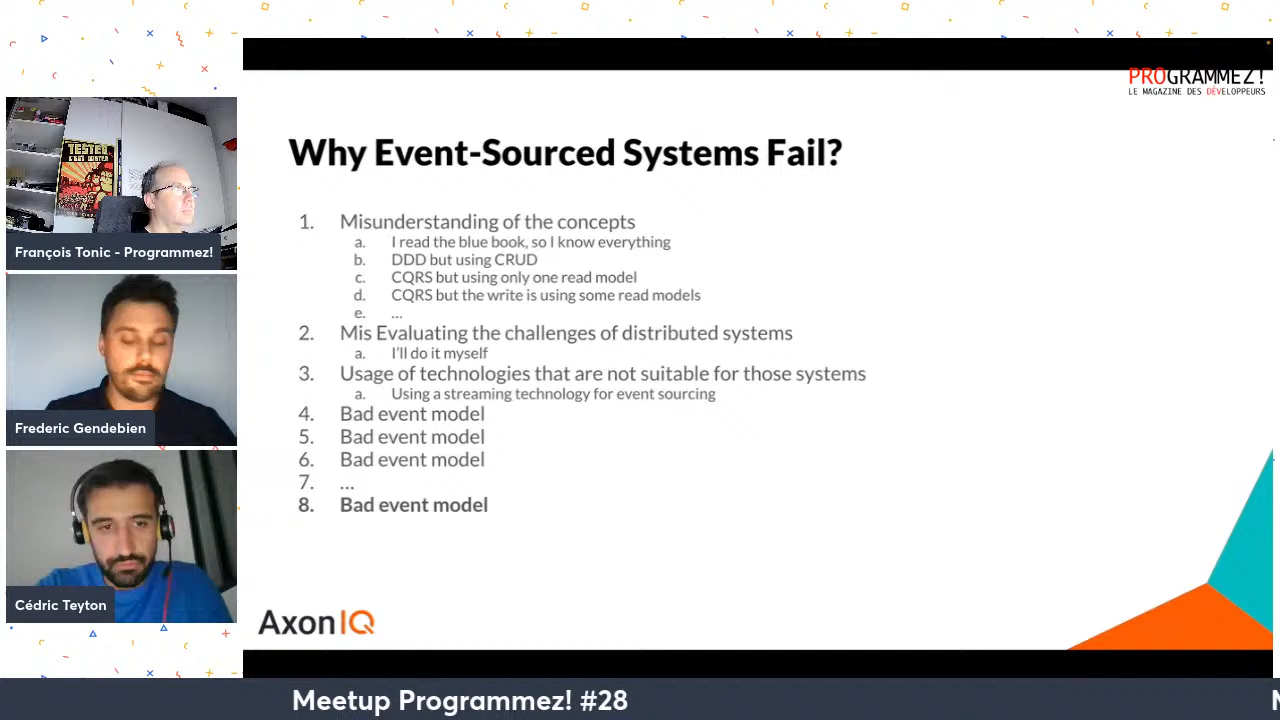 PROGRAMMEZ!
LE MAGAZINE DES DÉVELOPPEURS
Why Event-Sourced Systems Fail?
1. Misunderstanding of the concepts
a. I read the blue book, so I know everything
b. DDD but using CRUD
c. CQRS but using only one read model
d. CQRS but the write is using some read models
e. ...
2. Mis Evaluating the challenges of distributed systems
a. I'll do it myself
3. Usage of technologies that are not suitable for those systems
a. Using a streaming technology for event sourcing
4. Bad event model
5. Bad event model
6. Bad event model
7. ...
8. Bad event model
AxonIQ
TESTER
François Tonic - Programmez!
Frederic Gendebien
Cédric Teyton
Meetup Programmez! #28